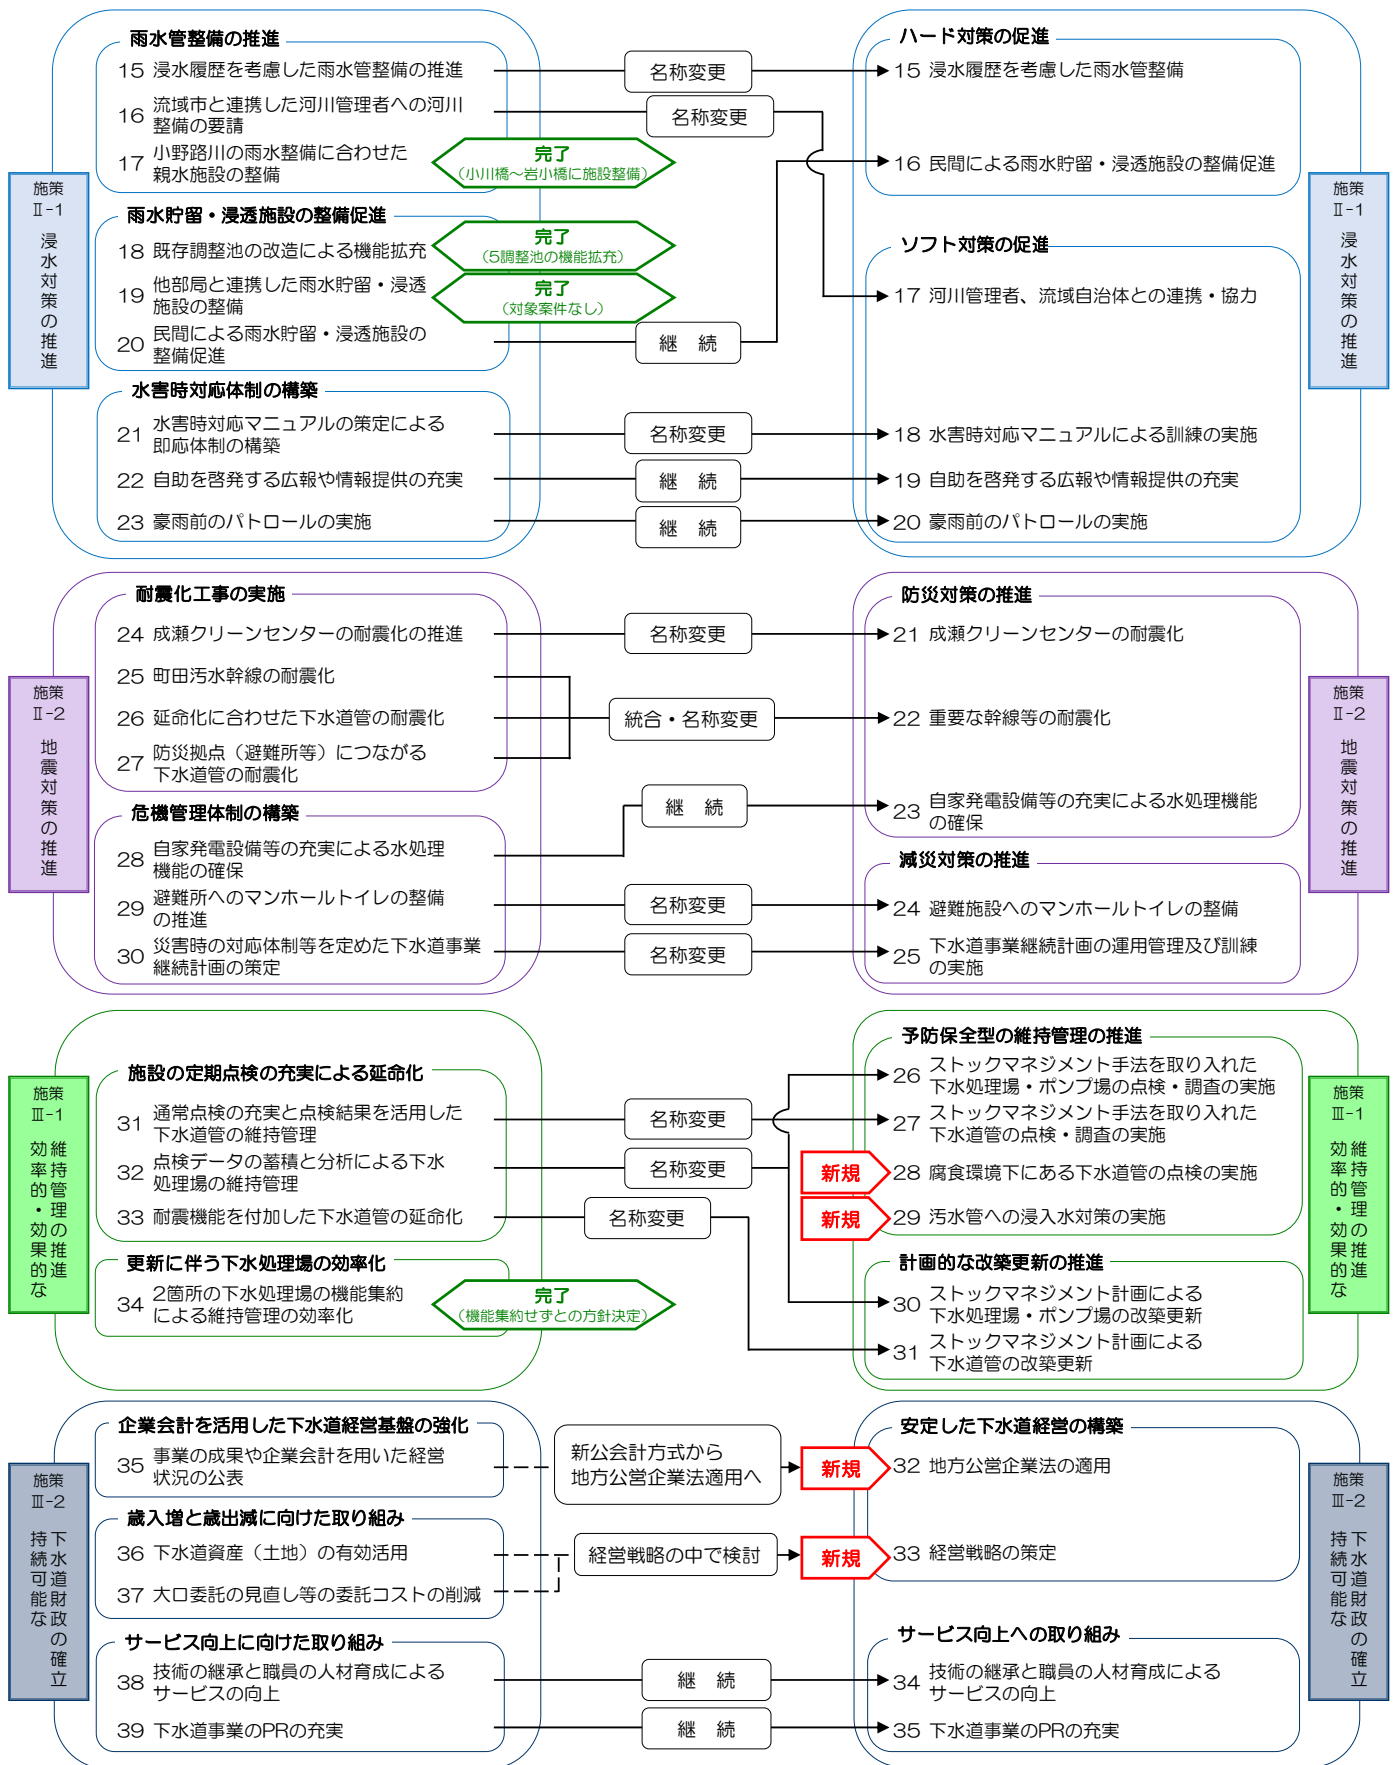 施策
Ⅱ-1
浸水対策の推進
雨水管整備の推進
15 浸水履歴を考慮した雨水管整備の推進
名称変更
16 流域市と連携した河川管理者への河川
整備の要請
名称変更
17 小野路川の雨水整備に合わせた
親水施設の整備
完了
(小川橋～岩小橋に施設整備)
雨水貯留・浸透施設の整備促進
18 既存調整池の改造による機能拡充
完了
(5調整池の機能拡充)
19 他部局と連携した雨水貯留・浸透
施設の整備
完了
(対象案件なし)
20 民間による雨水貯留・浸透施設の
整備促進
継 続
水害時対応体制の構築
21 水害時対応マニュアルの策定による
即応体制の構築
名称変更
22 自助を啓発する広報や情報提供の充実
継 続
23 豪雨前のパトロールの実施
継 続
ハード対策の促進
15 浸水履歴を考慮した雨水管整備
16 民間による雨水貯留・浸透施設の整備促進
ソフト対策の促進
17 河川管理者、流域自治体との連携・協力
18 水害時対応マニュアルによる訓練の実施
19 自助を啓発する広報や情報提供の充実
20 豪雨前のパトロールの実施
施策
Ⅱ-1
浸水対策の推進
施策
Ⅱ-2
地震対策の推進
耐震化工事の実施
24 成瀬クリーンセンターの耐震化の推進
名称変更
25 町田汚水幹線の耐震化
26 延命化に合わせた下水道管の耐震化
統合・名称変更
27 防災拠点（避難所等）につながる
下水道管の耐震化
危機管理体制の構築
28 自家発電設備等の充実による水処理
機能の確保
継 続
29 避難所へのマンホールトイレの整備
の推進
名称変更
30 災害時の対応体制等を定めた下水道事業
継続計画の策定
名称変更
防災対策の推進
21 成瀬クリーンセンターの耐震化
22 重要な幹線等の耐震化
23 自家発電設備等の充実による水処理機能
の確保
減災対策の推進
24 避難施設へのマンホールトイレの整備
25 下水道事業継続計画の運用管理及び訓練
の実施
施策
Ⅱ-2
地震対策の推進
施策
Ⅲ-1
効率的・効果的な
維持管理の推進
施設の定期点検の充実による延命化
31 通常点検の充実と点検結果を活用した
下水道管の維持管理
名称変更
32 点検データの蓄積と分析による下水
処理場の維持管理
名称変更
33 耐震機能を付加した下水道管の延命化
名称変更
更新に伴う下水処理場の効率化
34 2箇所の下水処理場の機能集約
による維持管理の効率化
完了
(機能集約せずとの方針決定)
予防保全型の維持管理の推進
26 ストックマネジメント手法を取り入れた
下水処理場・ポンプ場の点検・調査の実施
27 ストックマネジメント手法を取り入れた
下水道管の点検・調査の実施
新規
28 腐食環境下にある下水道管の点検の実施
新規
29 汚水管への浸入水対策の実施
計画的な改築更新の推進
30 ストックマネジメント計画による
下水処理場・ポンプ場の改築更新
31 ストックマネジメント計画による
下水道管の改築更新
施策
Ⅲ-1
効率的・効果的な
維持管理の推進
施策
Ⅲ-2
持続可能な
下水道財政の確立
企業会計を活用した下水道経営基盤の強化
35 事業の成果や企業会計を用いた経営
状況の公表
新公会計方式から
地方公営企業法適用へ
歳入増と歳出減に向けた取り組み
36 下水道資産（土地）の有効活用
経営戦略の中で検討
37 大口委託の見直し等の委託コストの削減
サービス向上に向けた取り組み
38 技術の継承と職員の人材育成による
サービスの向上
継 続
39 下水道事業のPRの充実
継 続
安定した下水道経営の構築
新規
32 地方公営企業法の適用
新規
33 経営戦略の策定
サービス向上への取り組み
34 技術の継承と職員の人材育成による
サービスの向上
35 下水道事業のPRの充実
施策
Ⅲ-2
持続可能な
下水道財政の確立